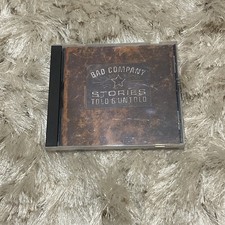 BAD COMPANY
STORIES
TOLD & UNTOLD